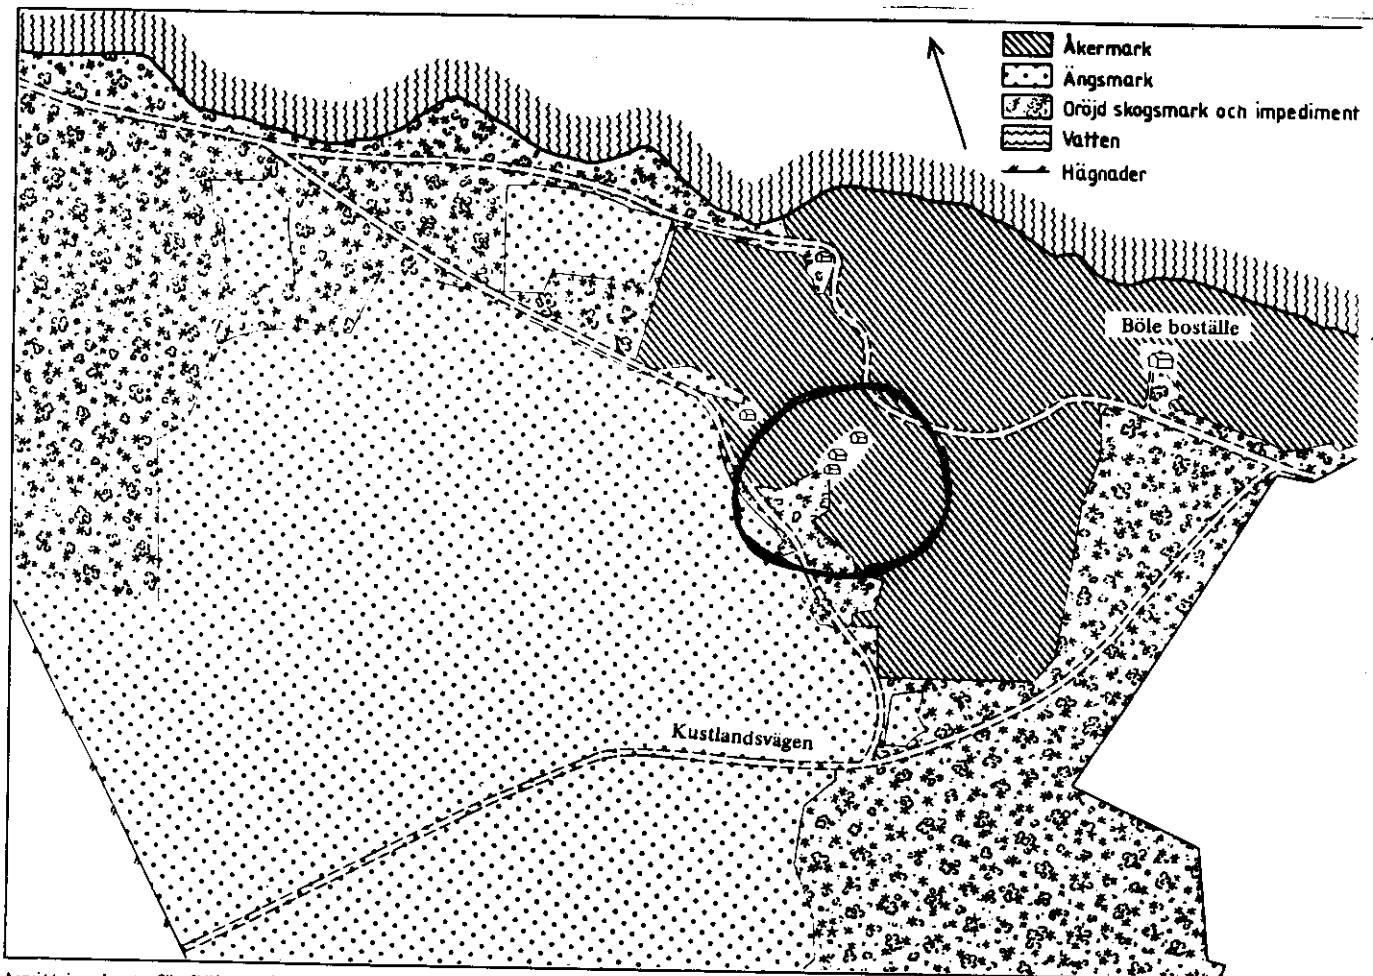 Åkermark
Ängsmark
Oröjd skogsmark och impediment
Vatten
Hägnader
Böle boställe
Kustlandsvägen